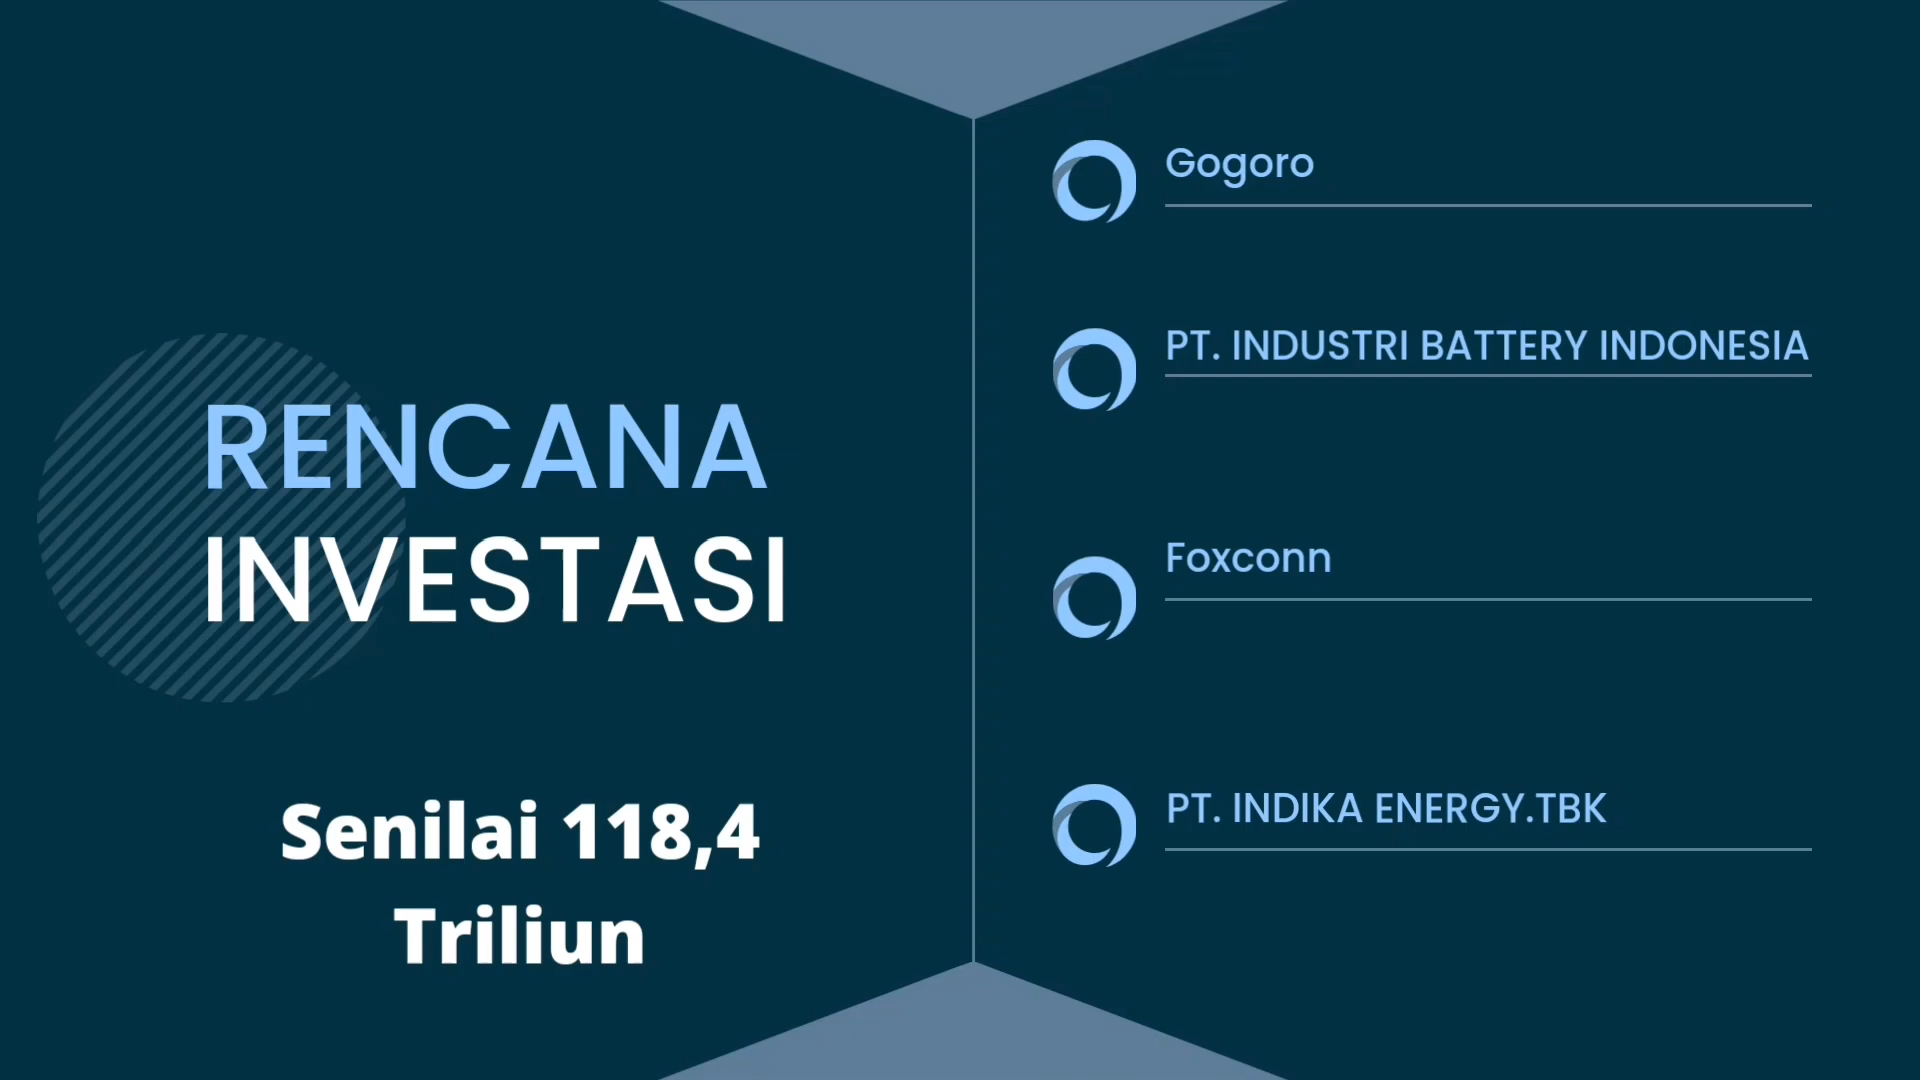 RENCANA
INVESTASI
Senilai 118,4
Triliun
Gogoro
PT. INDUSTRI BATTERY INDONESIA
Foxconn
PT. INDIKA ENERGY.TBK